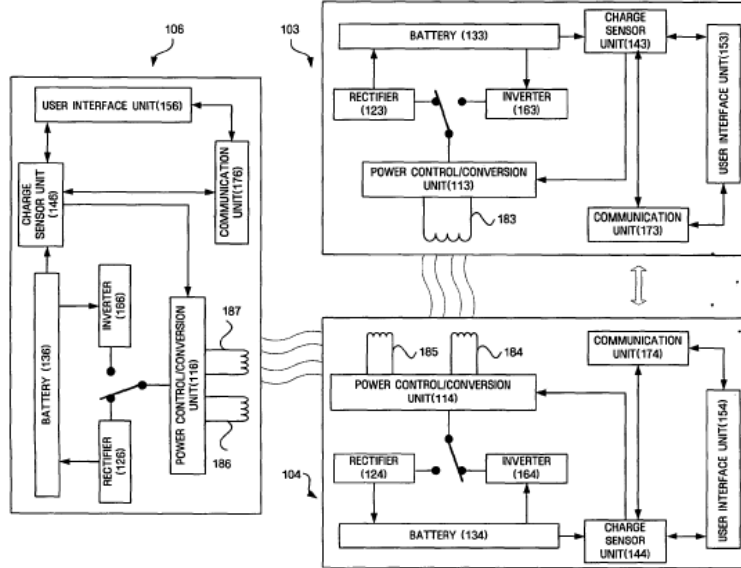 106
USER INTERFACE UNIT(156)
CHARGE
SENSOR
UNIT (146)
COMMUNICATION
UNIT(176)
BATTERY (136)
INVERTER
(166)
RECTIFIER
(126)
POWER CONTROL/CONVERSION
UNIT(116)
187
186
103
BATTERY (133)
CHARGE
SENSOR
UNIT(143)
USER INTERFACE UNIT(153)
RECTIFIER
(123)
INVERTER
(163)
POWER CONTROL/CONVERSION
UNIT(113)
183
COMMUNICATION
UNIT(173)
185
184
COMMUNICATION
UNIT(174)
POWER CONTROL/CONVERSION
UNIT(114)
USER INTERFACE UNIT(154)
104
RECTIFIER
(124)
INVERTER
(164)
BATTERY (134)
CHARGE
SENSOR
UNIT(144)